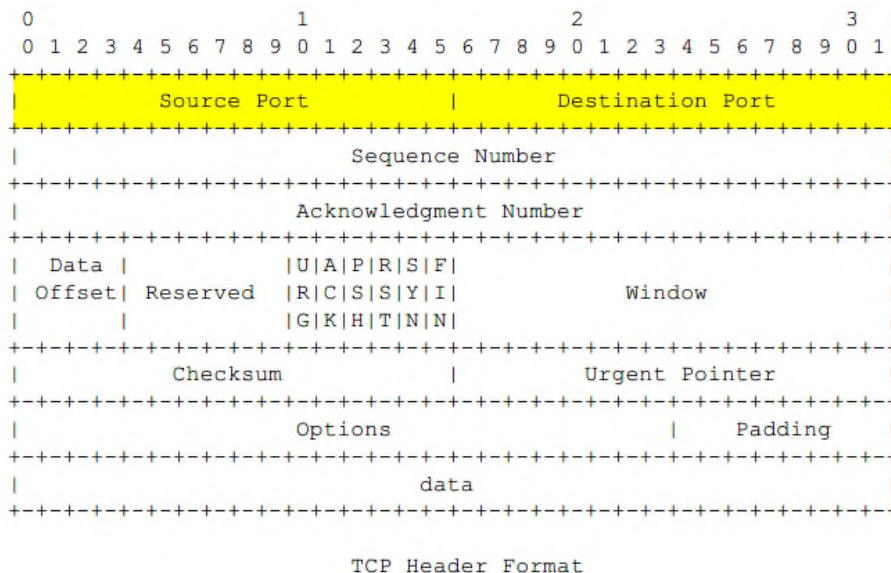 0                   1                   2                   3
0 1 2 3 4 5 6 7 8 9 0 1 2 3 4 5 6 7 8 9 0 1 2 3 4 5 6 7 8 9 0 1
+-+-+-+-+-+-+-+-+-+-+-+-+-+-+-+-+-+-+-+-+-+-+-+-+-+-+-+-+-+-+-+-
|          Source Port          |       Destination Port
+-+-+-+-+-+-+-+-+-+-+-+-+-+-+-+-+-+-+-+-+-+-+-+-+-+-+-+-+-+-+-+-
|                        Sequence Number                        |
+-+-+-+-+-+-+-+-+-+-+-+-+-+-+-+-+-+-+-+-+-+-+-+-+-+-+-+-+-+-+-+-
|                    Acknowledgment Number                      |
+-+-+-+-+-+-+-+-+-+-+-+-+-+-+-+-+-+-+-+-+-+-+-+-+-+-+-+-+-+-+-+-
|  Data |           |U|A|P|R|S|F|
| Offset| Reserved  |R|C|S|S|Y|I|            Window
|       |           |G|K|H|T|N|N|
+-+-+-+-+-+-+-+-+-+-+-+-+-+-+-+-+-+-+-+-+-+-+-+-+-+-+-+-+-+-+-+-
|           Checksum            |         Urgent Pointer        |
+-+-+-+-+-+-+-+-+-+-+-+-+-+-+-+-+-+-+-+-+-+-+-+-+-+-+-+-+-+-+-+-
|                    Options                    |    Padding    |
+-+-+-+-+-+-+-+-+-+-+-+-+-+-+-+-+-+-+-+-+-+-+-+-+-+-+-+-+-+-+-+-
|                             data                              |
+-+-+-+-+-+-+-+-+-+-+-+-+-+-+-+-+-+-+-+-+-+-+-+-+-+-+-+-+-+-+-+-
TCP Header Format